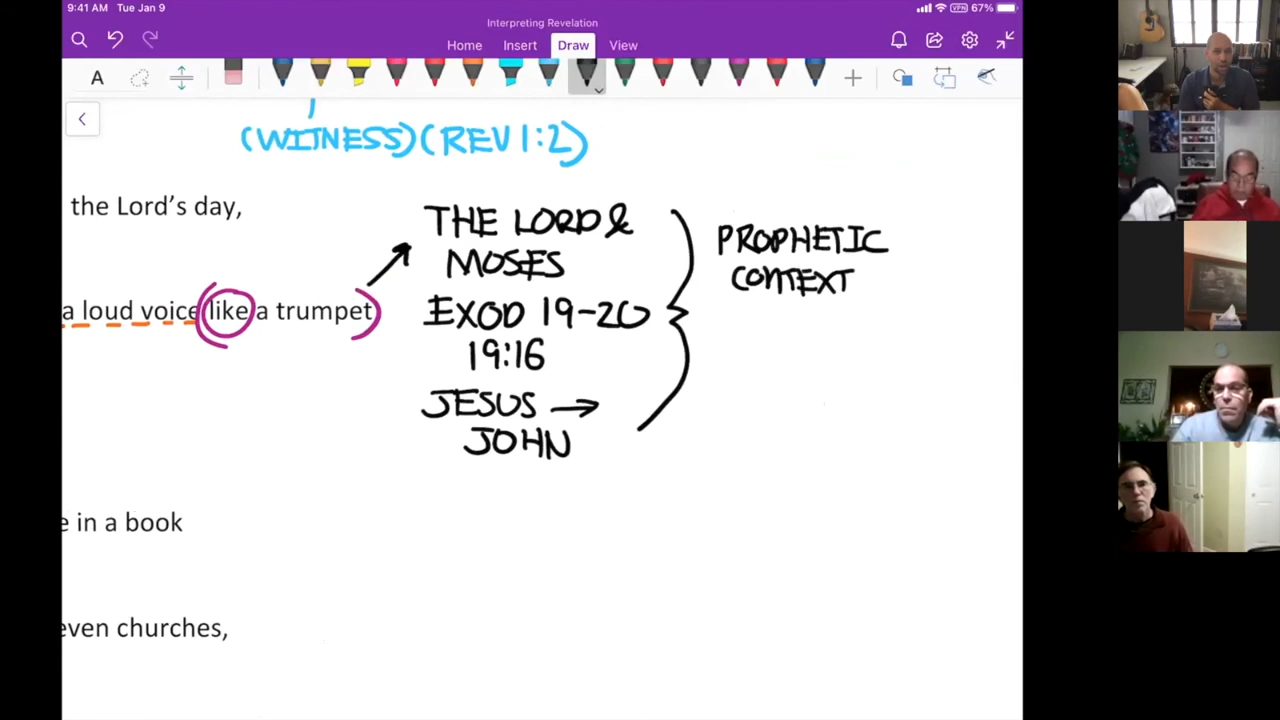 9:41 AM Tue Jan 9
VPN 67%
Interpreting Revelation
Home Insert Draw View
A
(WITNESS) (REV 1:2)
the Lord's day,
THE LORD &
MOSES
PROPHETIC
CONTEXT
a loud voice (like a trumpet)
EXOD 19-20
19:16
JESUS →
JOHN
e in a book
even churches,